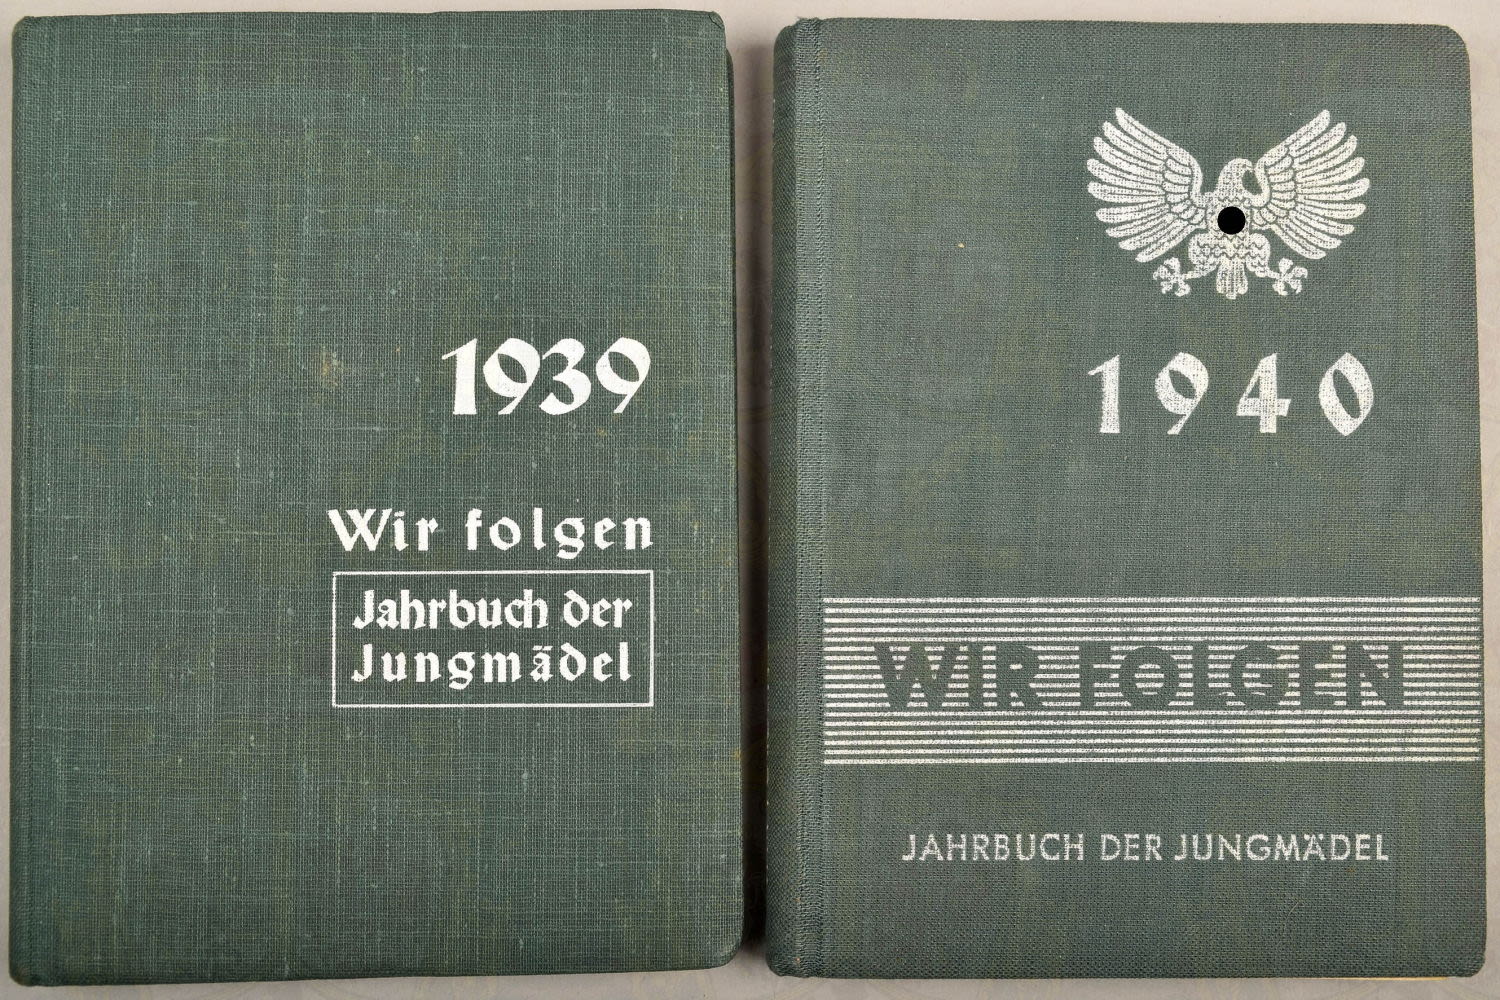 1939
Wir folgen
Jahrbuch der
Jungmädel
1940
WIR FOLGEN
JAHRBUCH DER JUNGMÄDEL